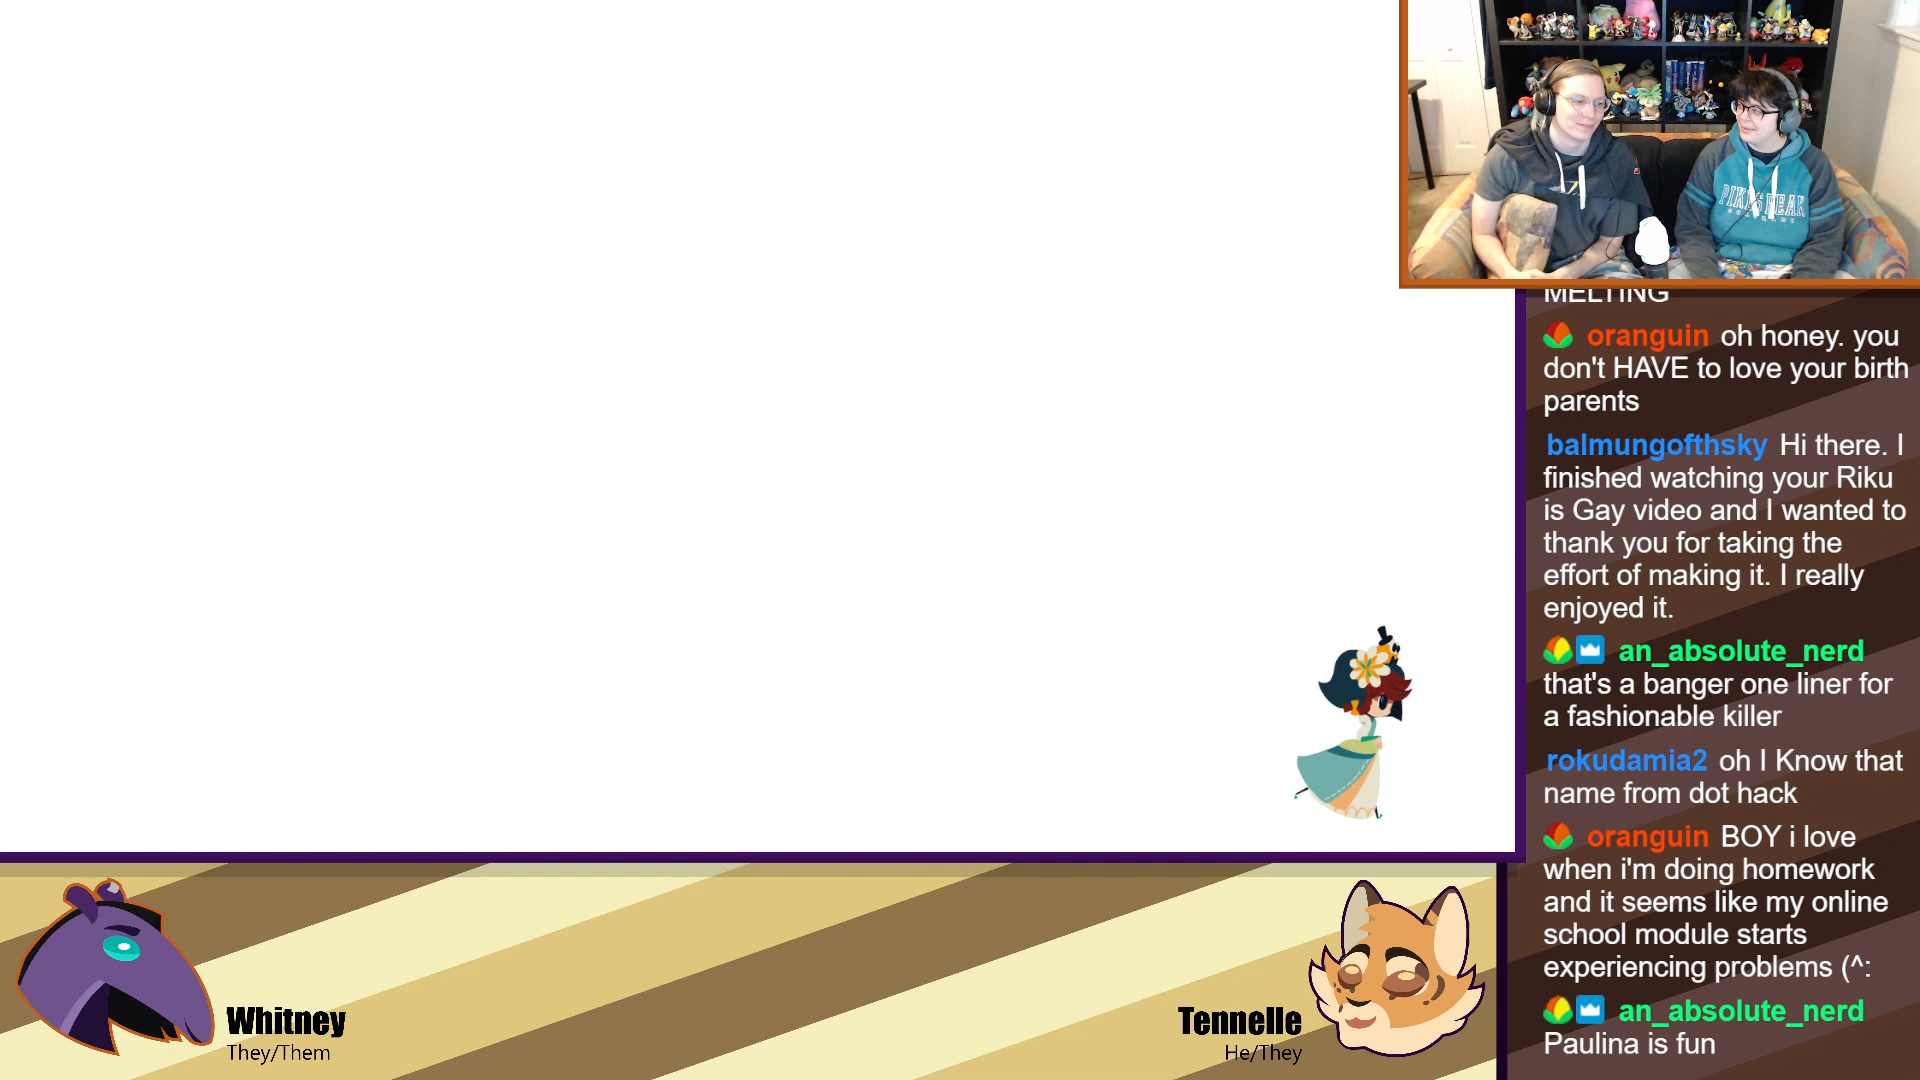 PIKES PEAK
MELTING
oranguin oh honey. you
don't HAVE to love your birth
parents
balmungofthsky Hi there. I
finished watching your Riku
is Gay video and I wanted to
thank you for taking the
effort of making it. I really
enjoyed it.
an_absolute_nerd
that's a banger one liner for
a fashionable killer
rokudamia2 oh I Know that
name from dot hack
oranguin BOY i love
when i'm doing homework
and it seems like my online
school module starts
experiencing problems (^:
an_absolute_nerd
Paulina is fun
Whitney
They/Them
Tennelle
He/They